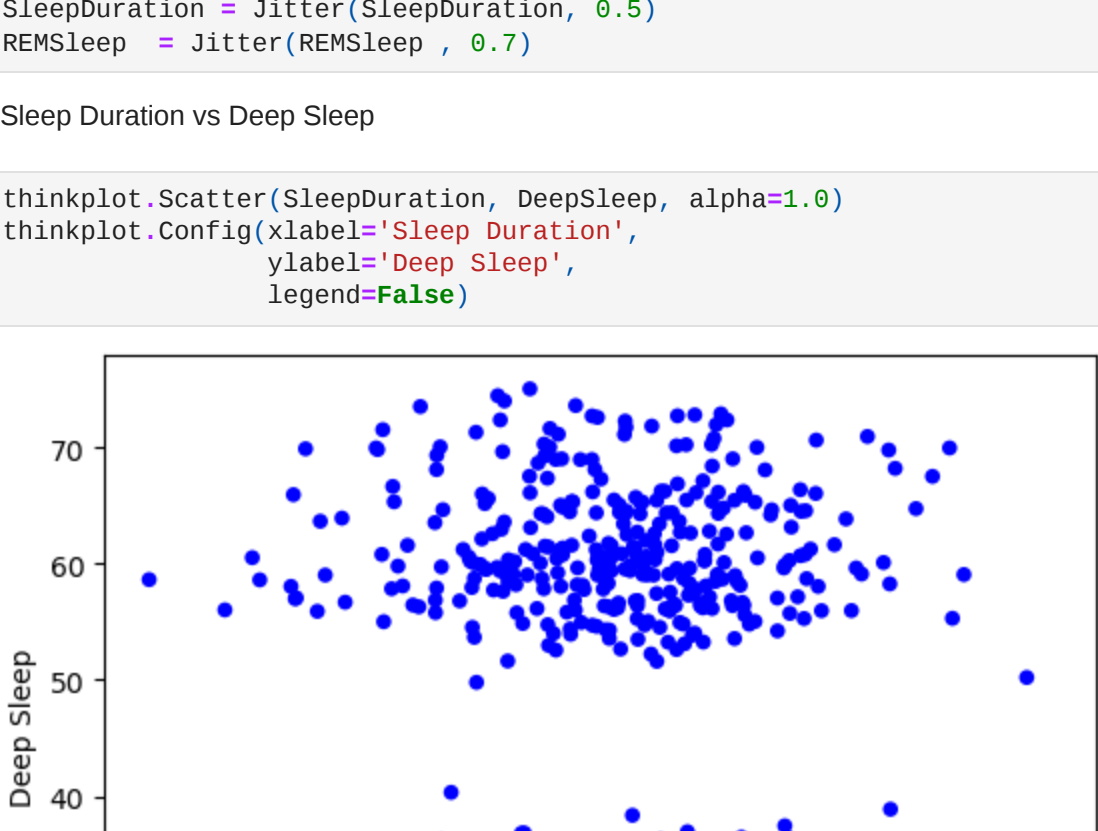 SleepDuration = Jitter(SleepDuration, 0.5)
REMSleep  = Jitter(REMSleep , 0.7)
Sleep Duration vs Deep Sleep
thinkplot.Scatter(SleepDuration, DeepSleep, alpha=1.0)
thinkplot.Config(xlabel='Sleep Duration',
                ylabel='Deep Sleep',
                legend=False)
70
60
50
40
Deep Sleep